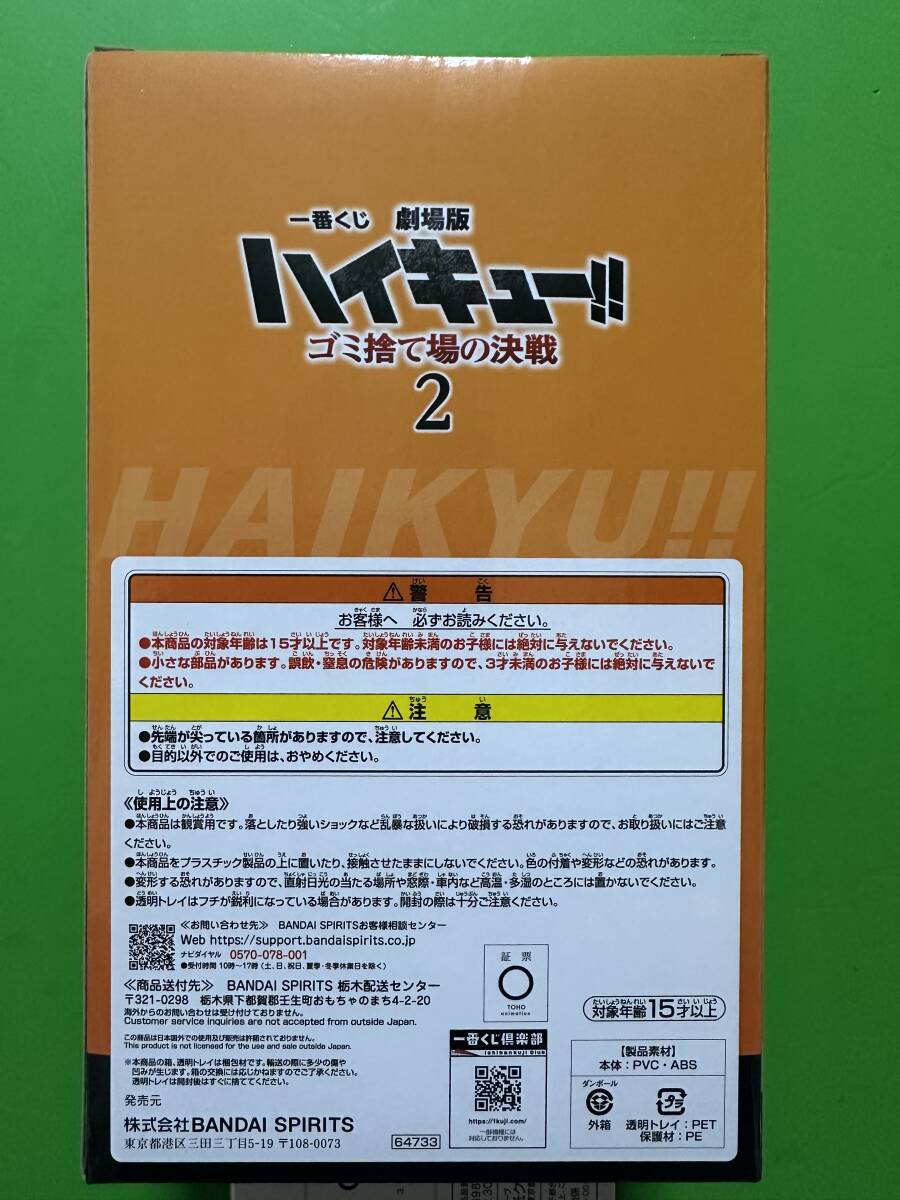 一番くじ 劇場版
ハイキュー!!
ゴミ捨て場の決戦
2
HAIKYU!!
⚠警告
お客様へ 必ずお読みください。
●本商品の対象年齢は15才以上です。対象年齢未満のお子様には絶対に与えないでください。
●小さな部品があります。誤飲・窒息の危険がありますので、3才未満のお子様には絶対に与えないで
ください。
⚠注意
●先端が尖っている箇所がありますので、注意してください。
●目的以外でのご使用は、おやめください。
《使用上の注意》
●本商品は観賞用です。落としたり強いショックなど乱暴な扱いにより破損する恐れがありますので、お取り扱いにはご注意
ください。
●本商品をプラスチック製品の上に置いたり、接触させたままにしないでください。色の付着や変形などの恐れがあります。
●変形する恐れがありますので、直射日光の当たる場所や窓際・車内など高温・多湿のところには置かないでください。
●透明トレイはフチが鋭利になっている場合があります。開封の際は十分ご注意ください。
≪お問い合わせ先≫ BANDAI SPIRITSお客様相談センター
Web https://support.bandaispirits.co.jp
ナビダイヤル 0570-078-001
●受付時間 10時〜17時 (土、日、祝日、夏季・冬季休業日を除く)
≪商品送付先≫ BANDAI SPIRITS 栃木配送センター
〒321-0298 栃木県下都賀郡壬生町おもちゃのまち4-2-20
海外からのお問い合わせは受け付けておりません。
Customer service inquiries are not accepted from outside Japan.
この商品は日本国外での使用及び販売は許諾されておりません。
This product is not licensed for the use and sale outside Japan.
※本商品の箱、透明トレイは梱包材です。輸送の際に多少の傷や
凹みが生じます。箱の交換には応じかねますのでご了承ください。
透明トレイは開封後はすぐに捨ててください。
発売元
株式会社BANDAI SPIRITS
東京都港区三田三丁目5-19 〒108-0073
64733
証票
TOHO
animation
一番くじ倶楽部
Ichibankuji Club
https://1kuji.com/
一部機種には
対応しておりません。
対象年齢15才以上
【製品素材】
本体:PVC・ABS
ダンボール
外箱
プラ
透明トレイ:PET
保護材:PE